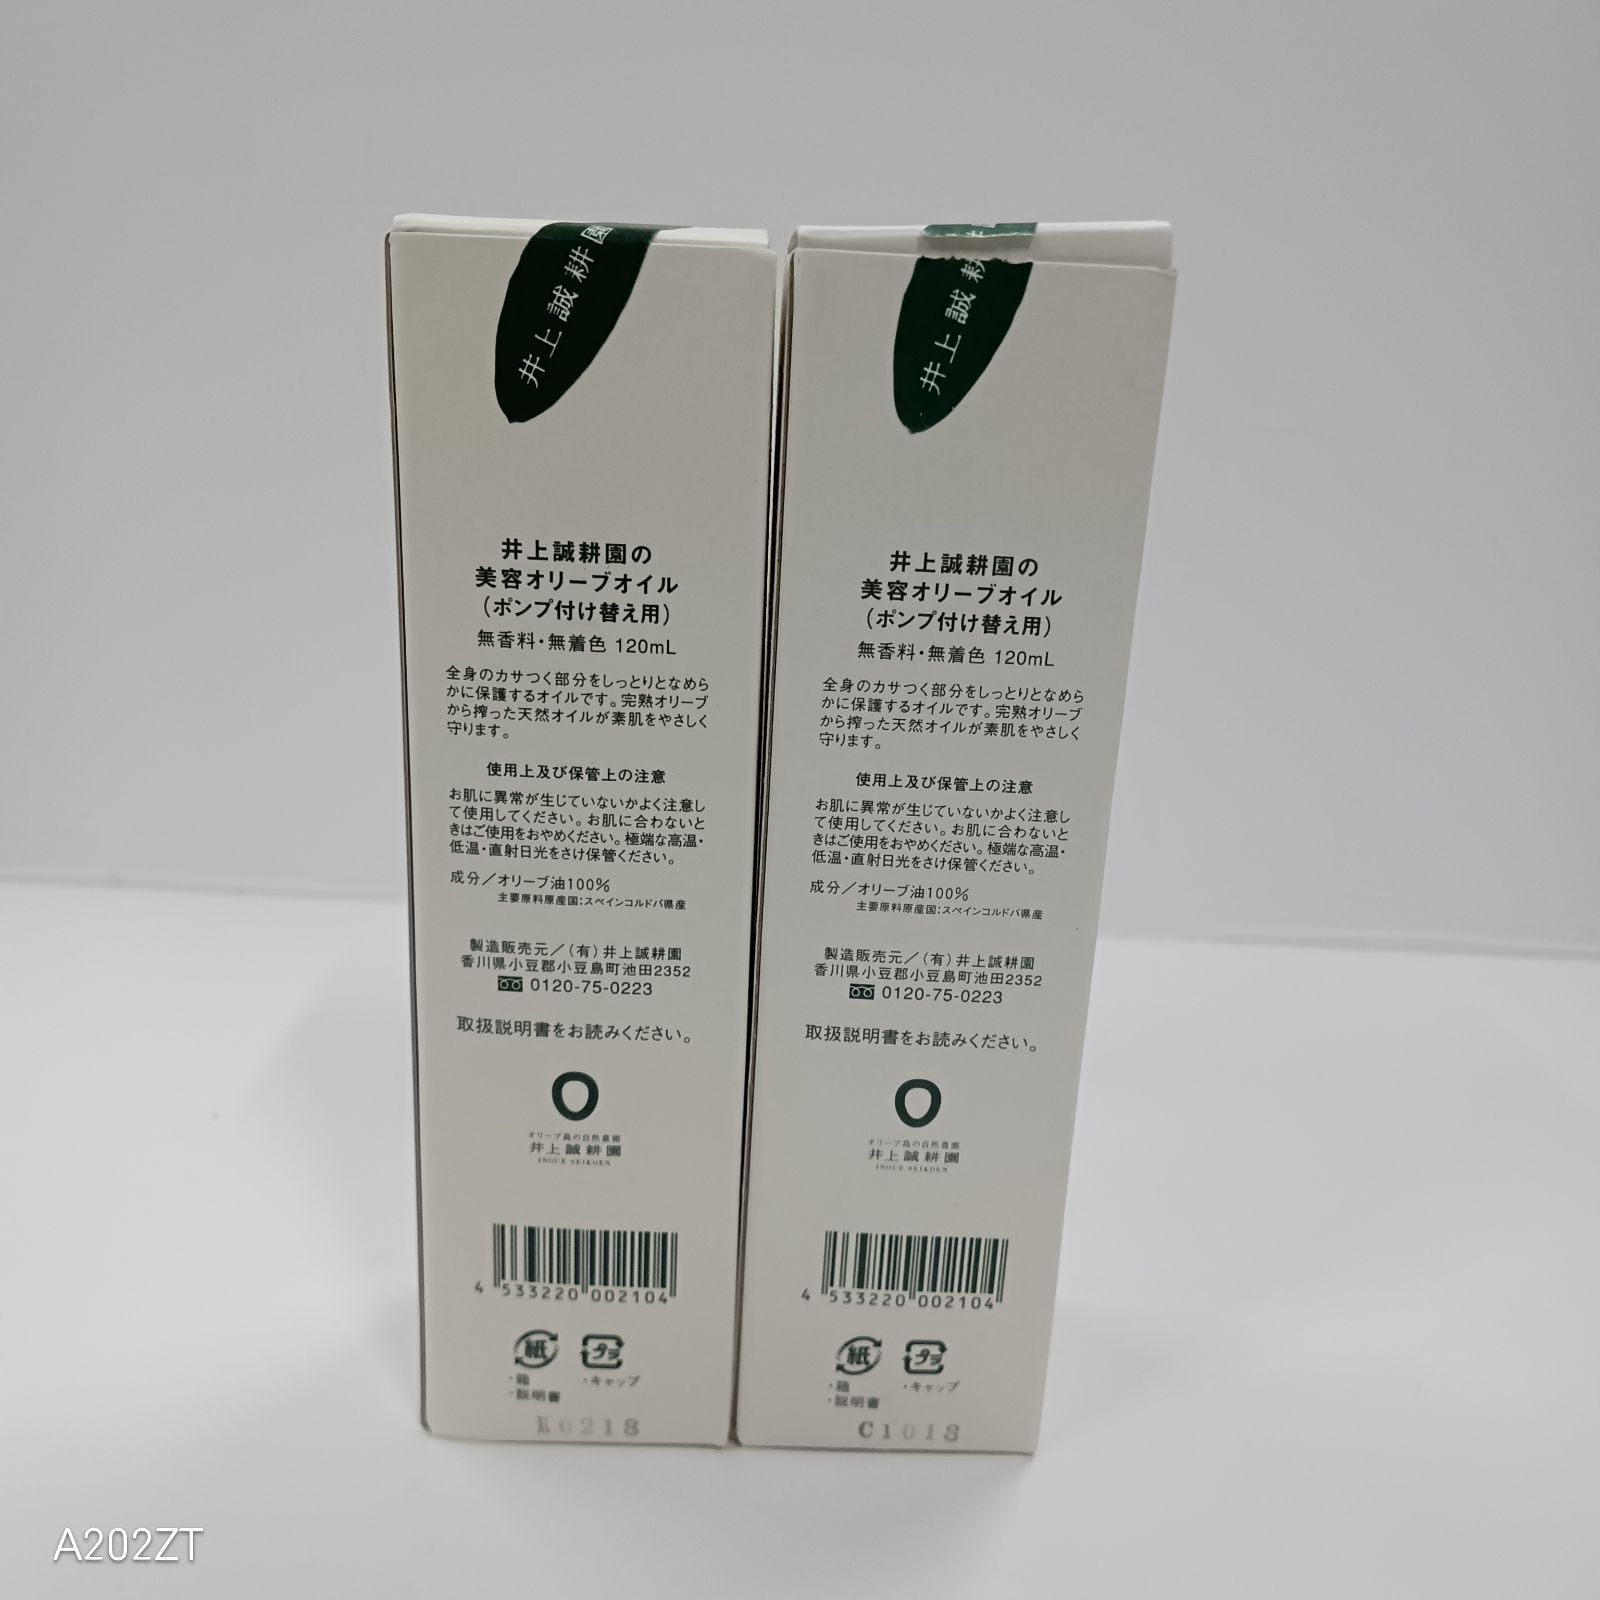 井上誠耕園
井上誠耕園の
美容オリーブオイル
(ポンプ付け替え用)
無香料・無着色 120mL
全身のカサつく部分をしっとりとなめら
かに保護するオイルです。完熟オリーブ
から搾った天然オイルが素肌をやさしく
守ります。
使用上及び保管上の注意
お肌に異常が生じていないかよく注意し
て使用してください。お肌に合わないと
きはご使用をおやめください。極端な高温・
低温・直射日光をさけ保管ください。
成分／オリーブ油100%
主要原料原産国:スペインコルドバ県産
製造販売元／(有)井上誠耕園
香川県小豆郡小豆島町池田2352
0120-75-0223
取扱説明書をお読みください。
オリーブ島の自然農園
井上誠耕園
INOUE SEIKOEN
4 533220 002104
紙 プラ
・箱 ・キャップ
・説明書
K0218
井上誠耕
井上誠耕園の
美容オリーブオイル
(ポンプ付け替え用)
無香料・無着色 120mL
全身のカサつく部分をしっとりとなめら
かに保護するオイルです。完熟オリーブ
から搾った天然オイルが素肌をやさしく
守ります。
使用上及び保管上の注意
お肌に異常が生じていないかよく注意し
て使用してください。お肌に合わないと
きはご使用をおやめください。極端な高温・
低温・直射日光をさけ保管ください。
成分／オリーブ油100%
主要原料原産国:スペインコルドバ県産
製造販売元／(有)井上誠耕園
香川県小豆郡小豆島町池田2352
0120-75-0223
取扱説明書をお読みください。
オリーブ島の自然農園
井上誠耕園
INOUE SEIKOEN
4 533220 002104
紙 プラ
・箱 ・キャップ
・説明書
C1018
A202ZT